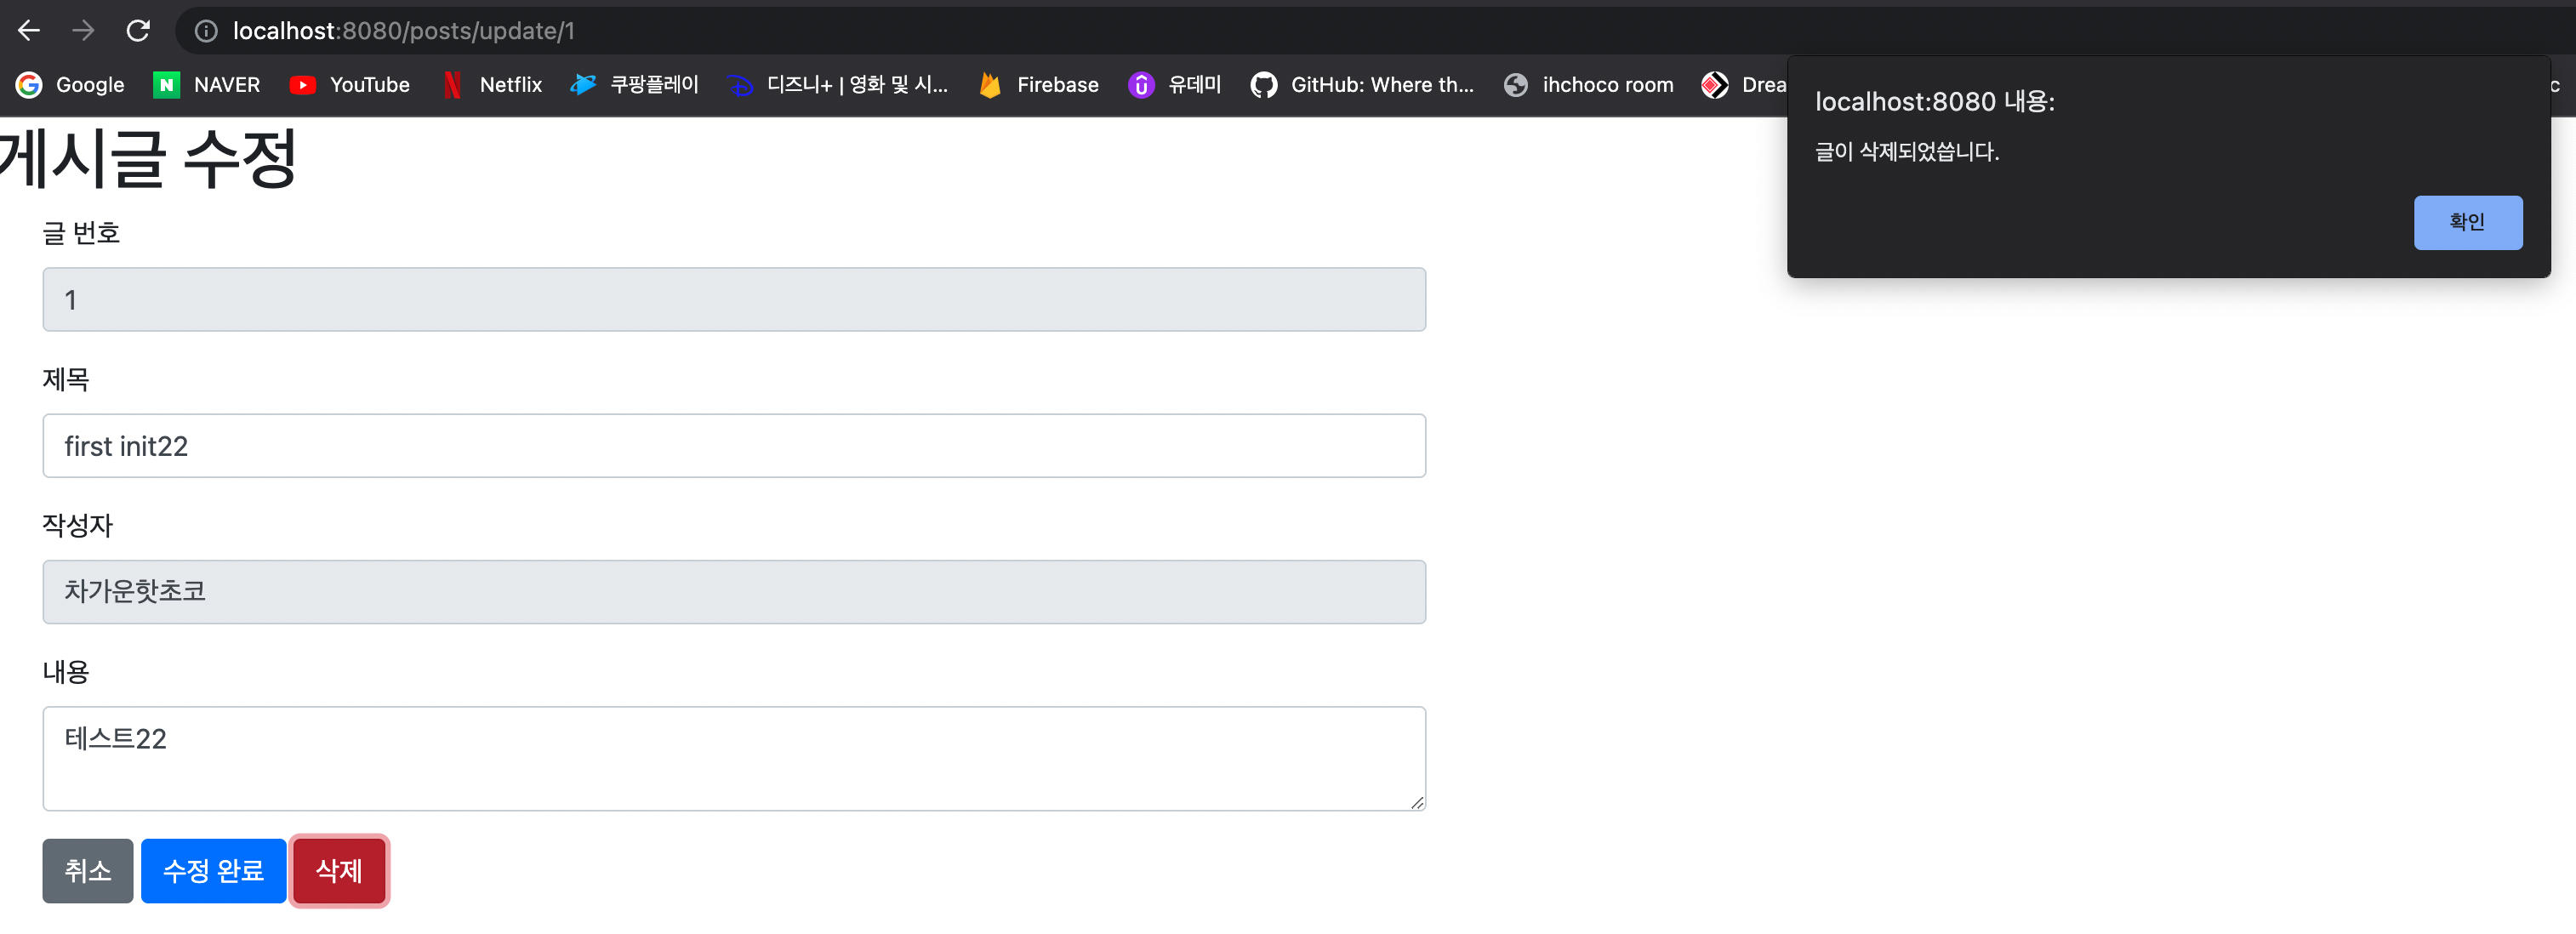 localhost:8080/posts/update/1
Google NAVER YouTube Netflix 쿠팡플레이 디즈니+ | 영화 및 시... Firebase 유데미 GitHub: Where th... ihchoco room Drea
localhost:8080 내용:
글이 삭제되었씁니다.
확인
게시글 수정
글 번호
1
제목
first init22
작성자
차가운핫초코
내용
테스트22
취소 수정 완료 삭제